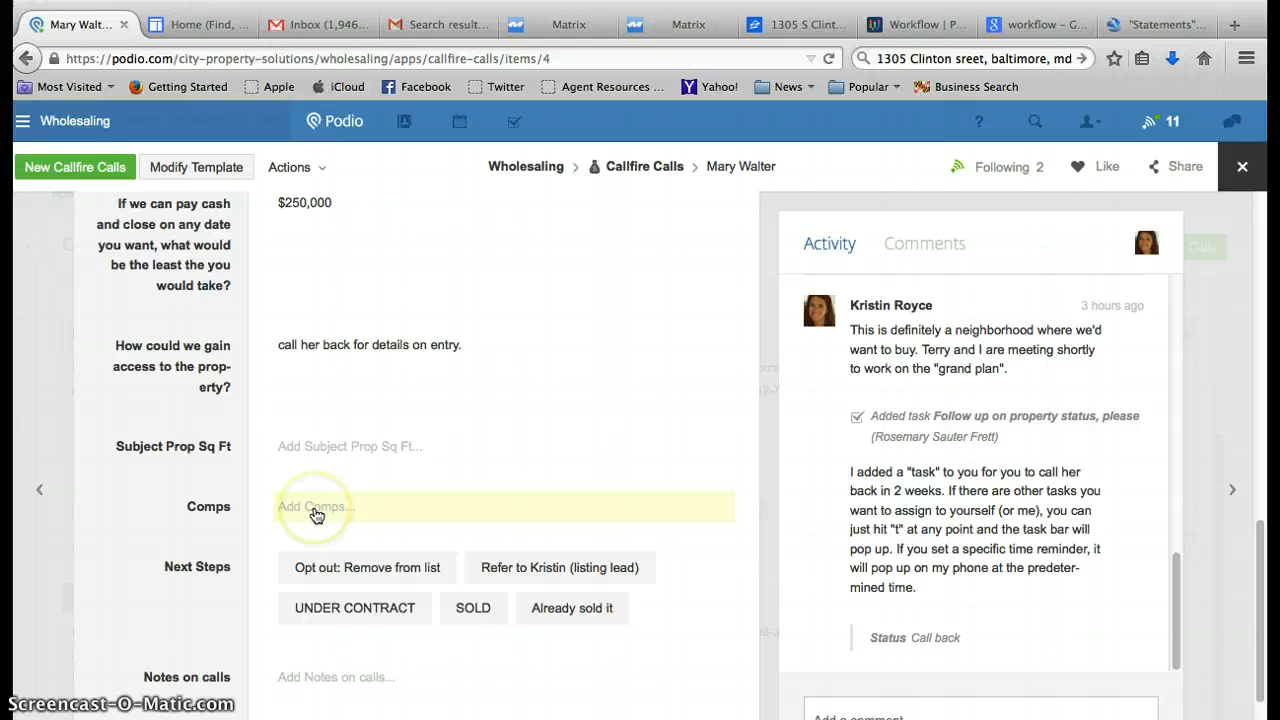 Mary Walt...
Home (Find, ...
Inbox (1,946...
Search result...
Matrix
Matrix
1305 S Clint...
Workflow | P...
workflow – G...
"Statements"...
https://podio.com/city-property-solutions/wholesaling/apps/callfire-calls/items/4
1305 Clinton sreet, baltimore, md
Most Visited
Getting Started
Apple
iCloud
Facebook
Twitter
Agent Resources ...
Yahoo!
News
Popular
Business Search
Wholesaling
Podio
?
11
New Callfire Calls
Modify Template
Actions
Wholesaling
Callfire Calls
Mary Walter
Following 2
Like
Share
If we can pay cash
and close on any date
you want, what would
be the least the you
would take?
$250,000
How could we gain
access to the prop-
erty?
call her back for details on entry.
Subject Prop Sq Ft
Add Subject Prop Sq Ft...
Comps
Add Comps...
Next Steps
Opt out: Remove from list
Refer to Kristin (listing lead)
UNDER CONTRACT
SOLD
Already sold it
Notes on calls
Add Notes on calls...
Activity
Comments
Calls
Kristin Royce
3 hours ago
This is definitely a neighborhood where we'd
want to buy. Terry and I are meeting shortly
to work on the "grand plan".
Added task Follow up on property status, please
(Rosemary Sauter Frett)
I added a "task" to you for you to call her
back in 2 weeks. If there are other tasks you
want to assign to yourself (or me), you can
just hit "t" at any point and the task bar will
pop up. If you set a specific time reminder, it
will pop up on my phone at the predeter-
mined time.
Status Call back
Add a comment
Screencast-O-Matic.com